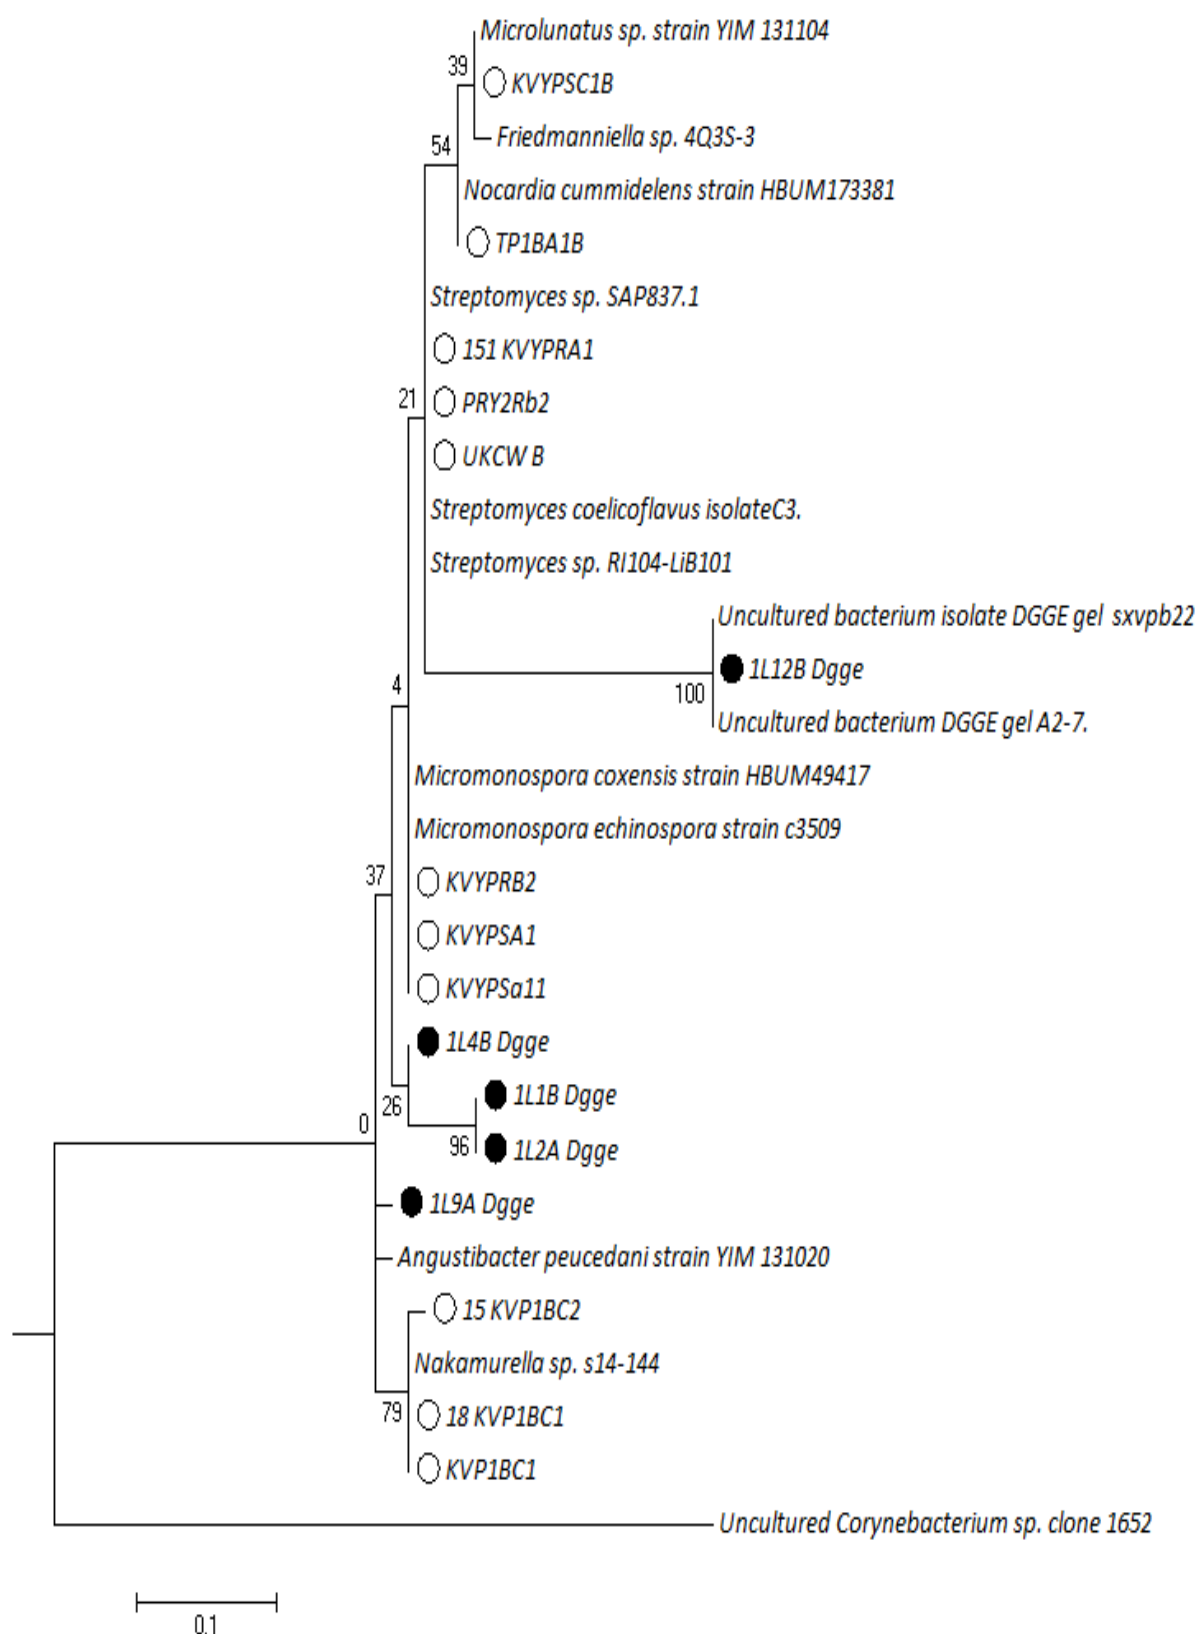 Microlunatus sp. strain YIM 131104
39
KVYPSC1B
Friedmanniella sp. 4Q3S-3
54
Nocardia cummidelens strain HBUM173381
TP1BA1B
Streptomyces sp. SAP837.1
151 KVYPRA1
21
PRY2Rb2
UKCW B
Streptomyces coelicoflavus isolateC3.
Streptomyces sp. RI104-LiB101
Uncultured bacterium isolate DGGE gel sxvpb22
1L12B Dgge
4
100
Uncultured bacterium DGGE gel A2-7.
Micromonospora coxensis strain HBUM49417
Micromonospora echinospora strain c3509
37
KVYPRB2
KVYPSA1
KVYPSa11
1L4B Dgge
1L1B Dgge
26
0
96
1L2A Dgge
1L9A Dgge
Angustibacter peucedani strain YIM 131020
15 KVP1BC2
Nakamurella sp. s14-144
79
18 KVP1BC1
KVP1BC1
Uncultured Corynebacterium sp. clone 1652
0.1